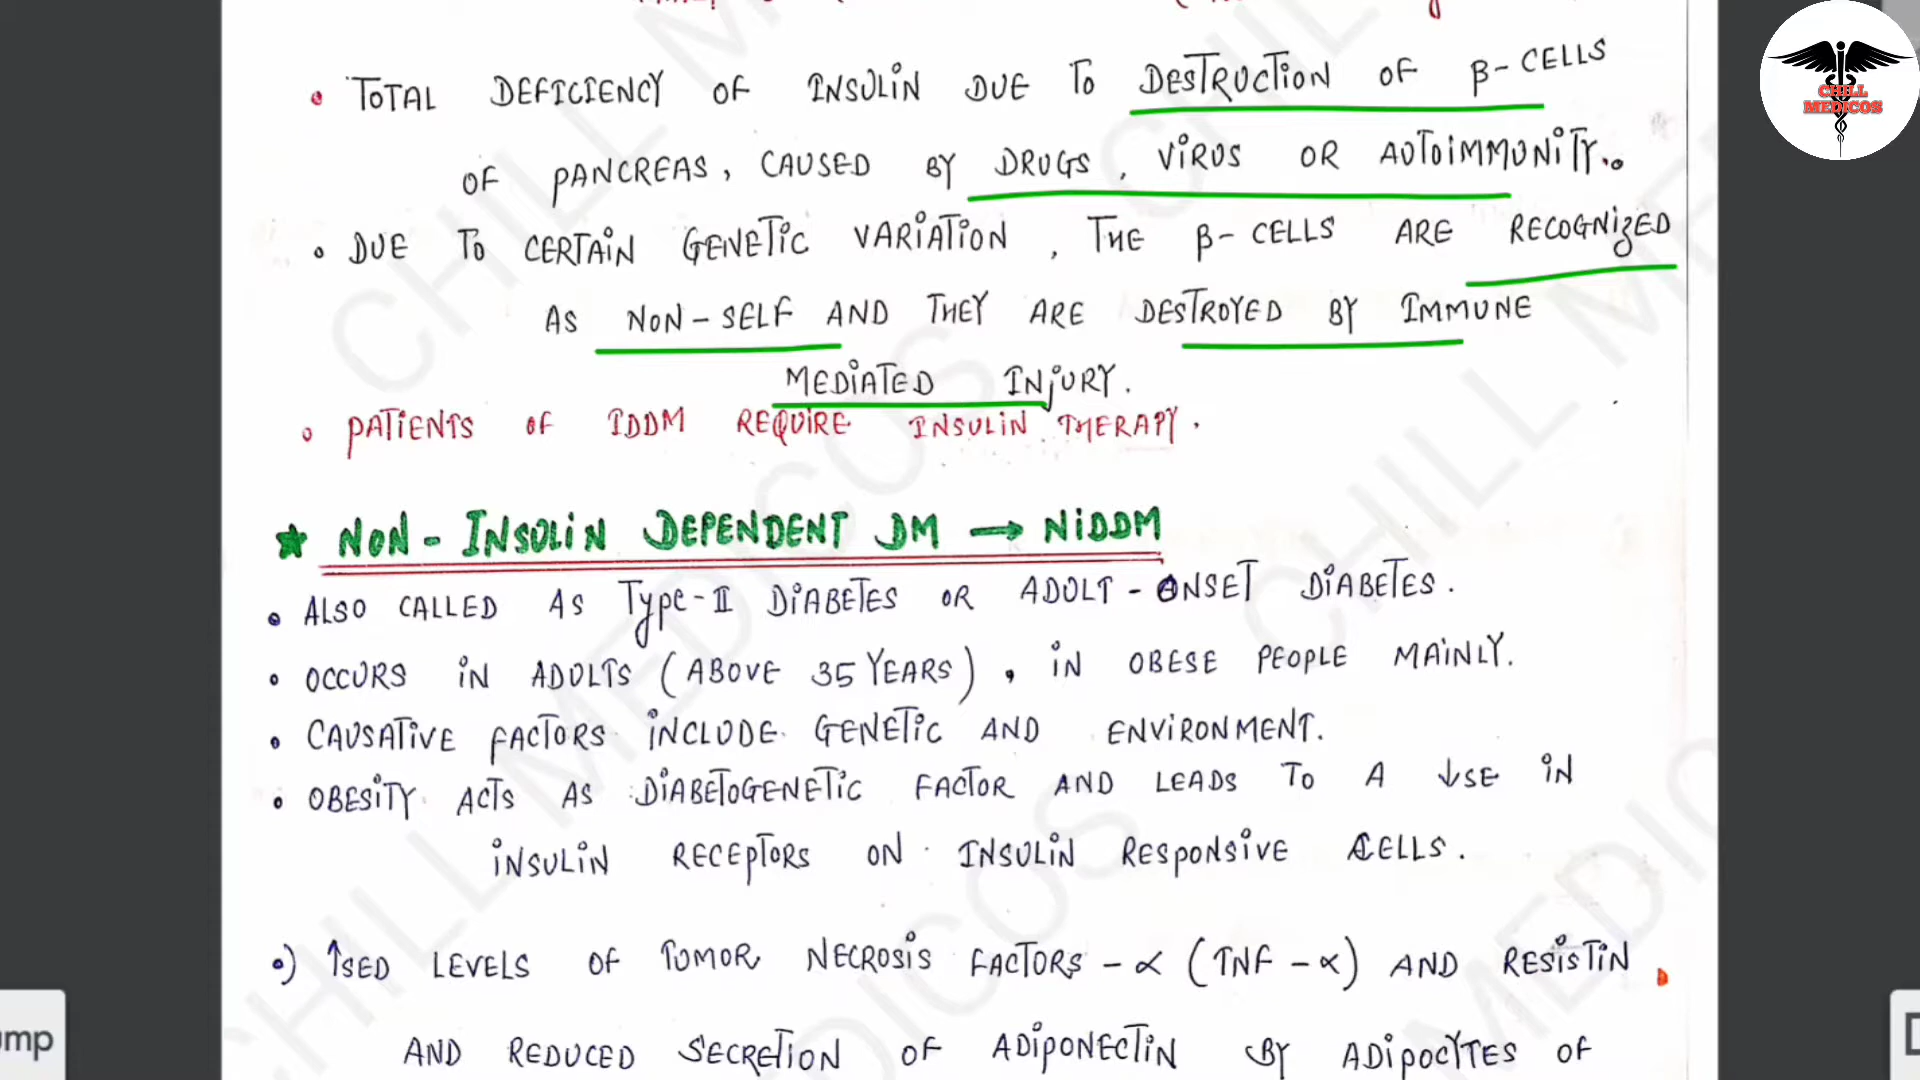 • TOTAL DEFICIENCY OF INSULIN DUE TO DESTRUCTION OF β-CELLS
OF PANCREAS, CAUSED BY DRUGS, VIRUS OR AUTOIMMUNITY.
• DUE TO CERTAIN GENETIC VARIATION, THE β-CELLS ARE RECOGNIZED
AS NON-SELF AND THEY ARE DESTROYED BY IMMUNE
MEDIATED INJURY.
• PATIENTS OF IDDM REQUIRE INSULIN THERAPY.
★ NON-INSULIN DEPENDENT DM → NIDDM
• ALSO CALLED AS TYPE-II DIABETES OR ADULT-ONSET DIABETES.
• OCCURS IN ADULTS (ABOVE 35 YEARS), IN OBESE PEOPLE MAINLY.
• CAUSATIVE FACTORS INCLUDE GENETIC AND ENVIRONMENT.
• OBESITY ACTS AS DIABETOGENETIC FACTOR AND LEADS TO A ↓SE IN
INSULIN RECEPTORS ON INSULIN RESPONSIVE CELLS.
•) ↑SED LEVELS OF TUMOR NECROSIS FACTORS-α (TNF-α) AND RESISTIN
AND REDUCED SECRETION OF ADIPONECTIN BY ADIPOCYTES OF
CHILL MEDICOS
ump